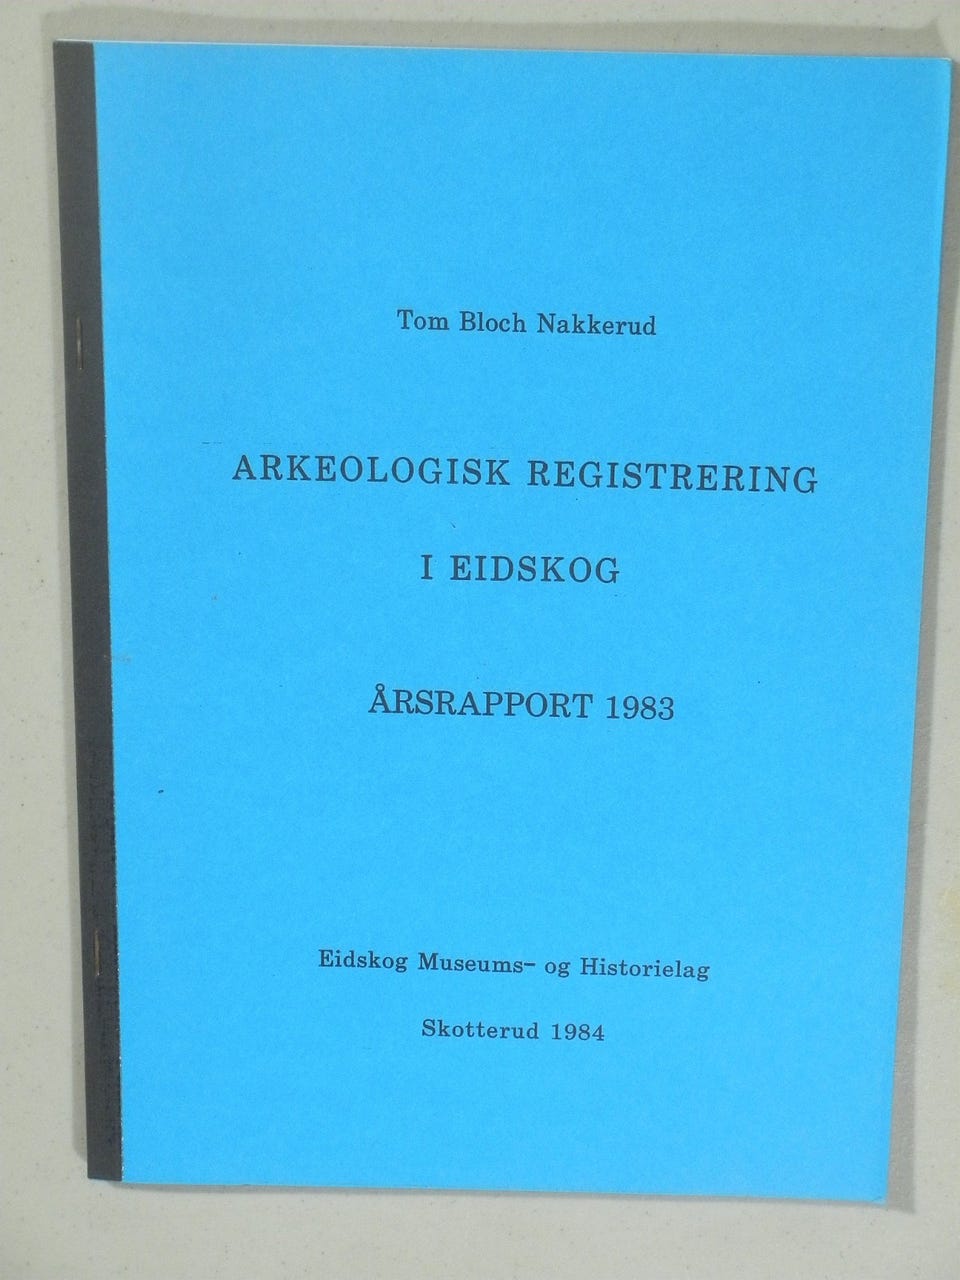 Tom Bloch Nakkerud
ARKEOLOGISK REGISTRERING
I EIDSKOG
ÅRSRAPPORT 1983
Eidskog Museums- og Historielag
Skotterud 1984